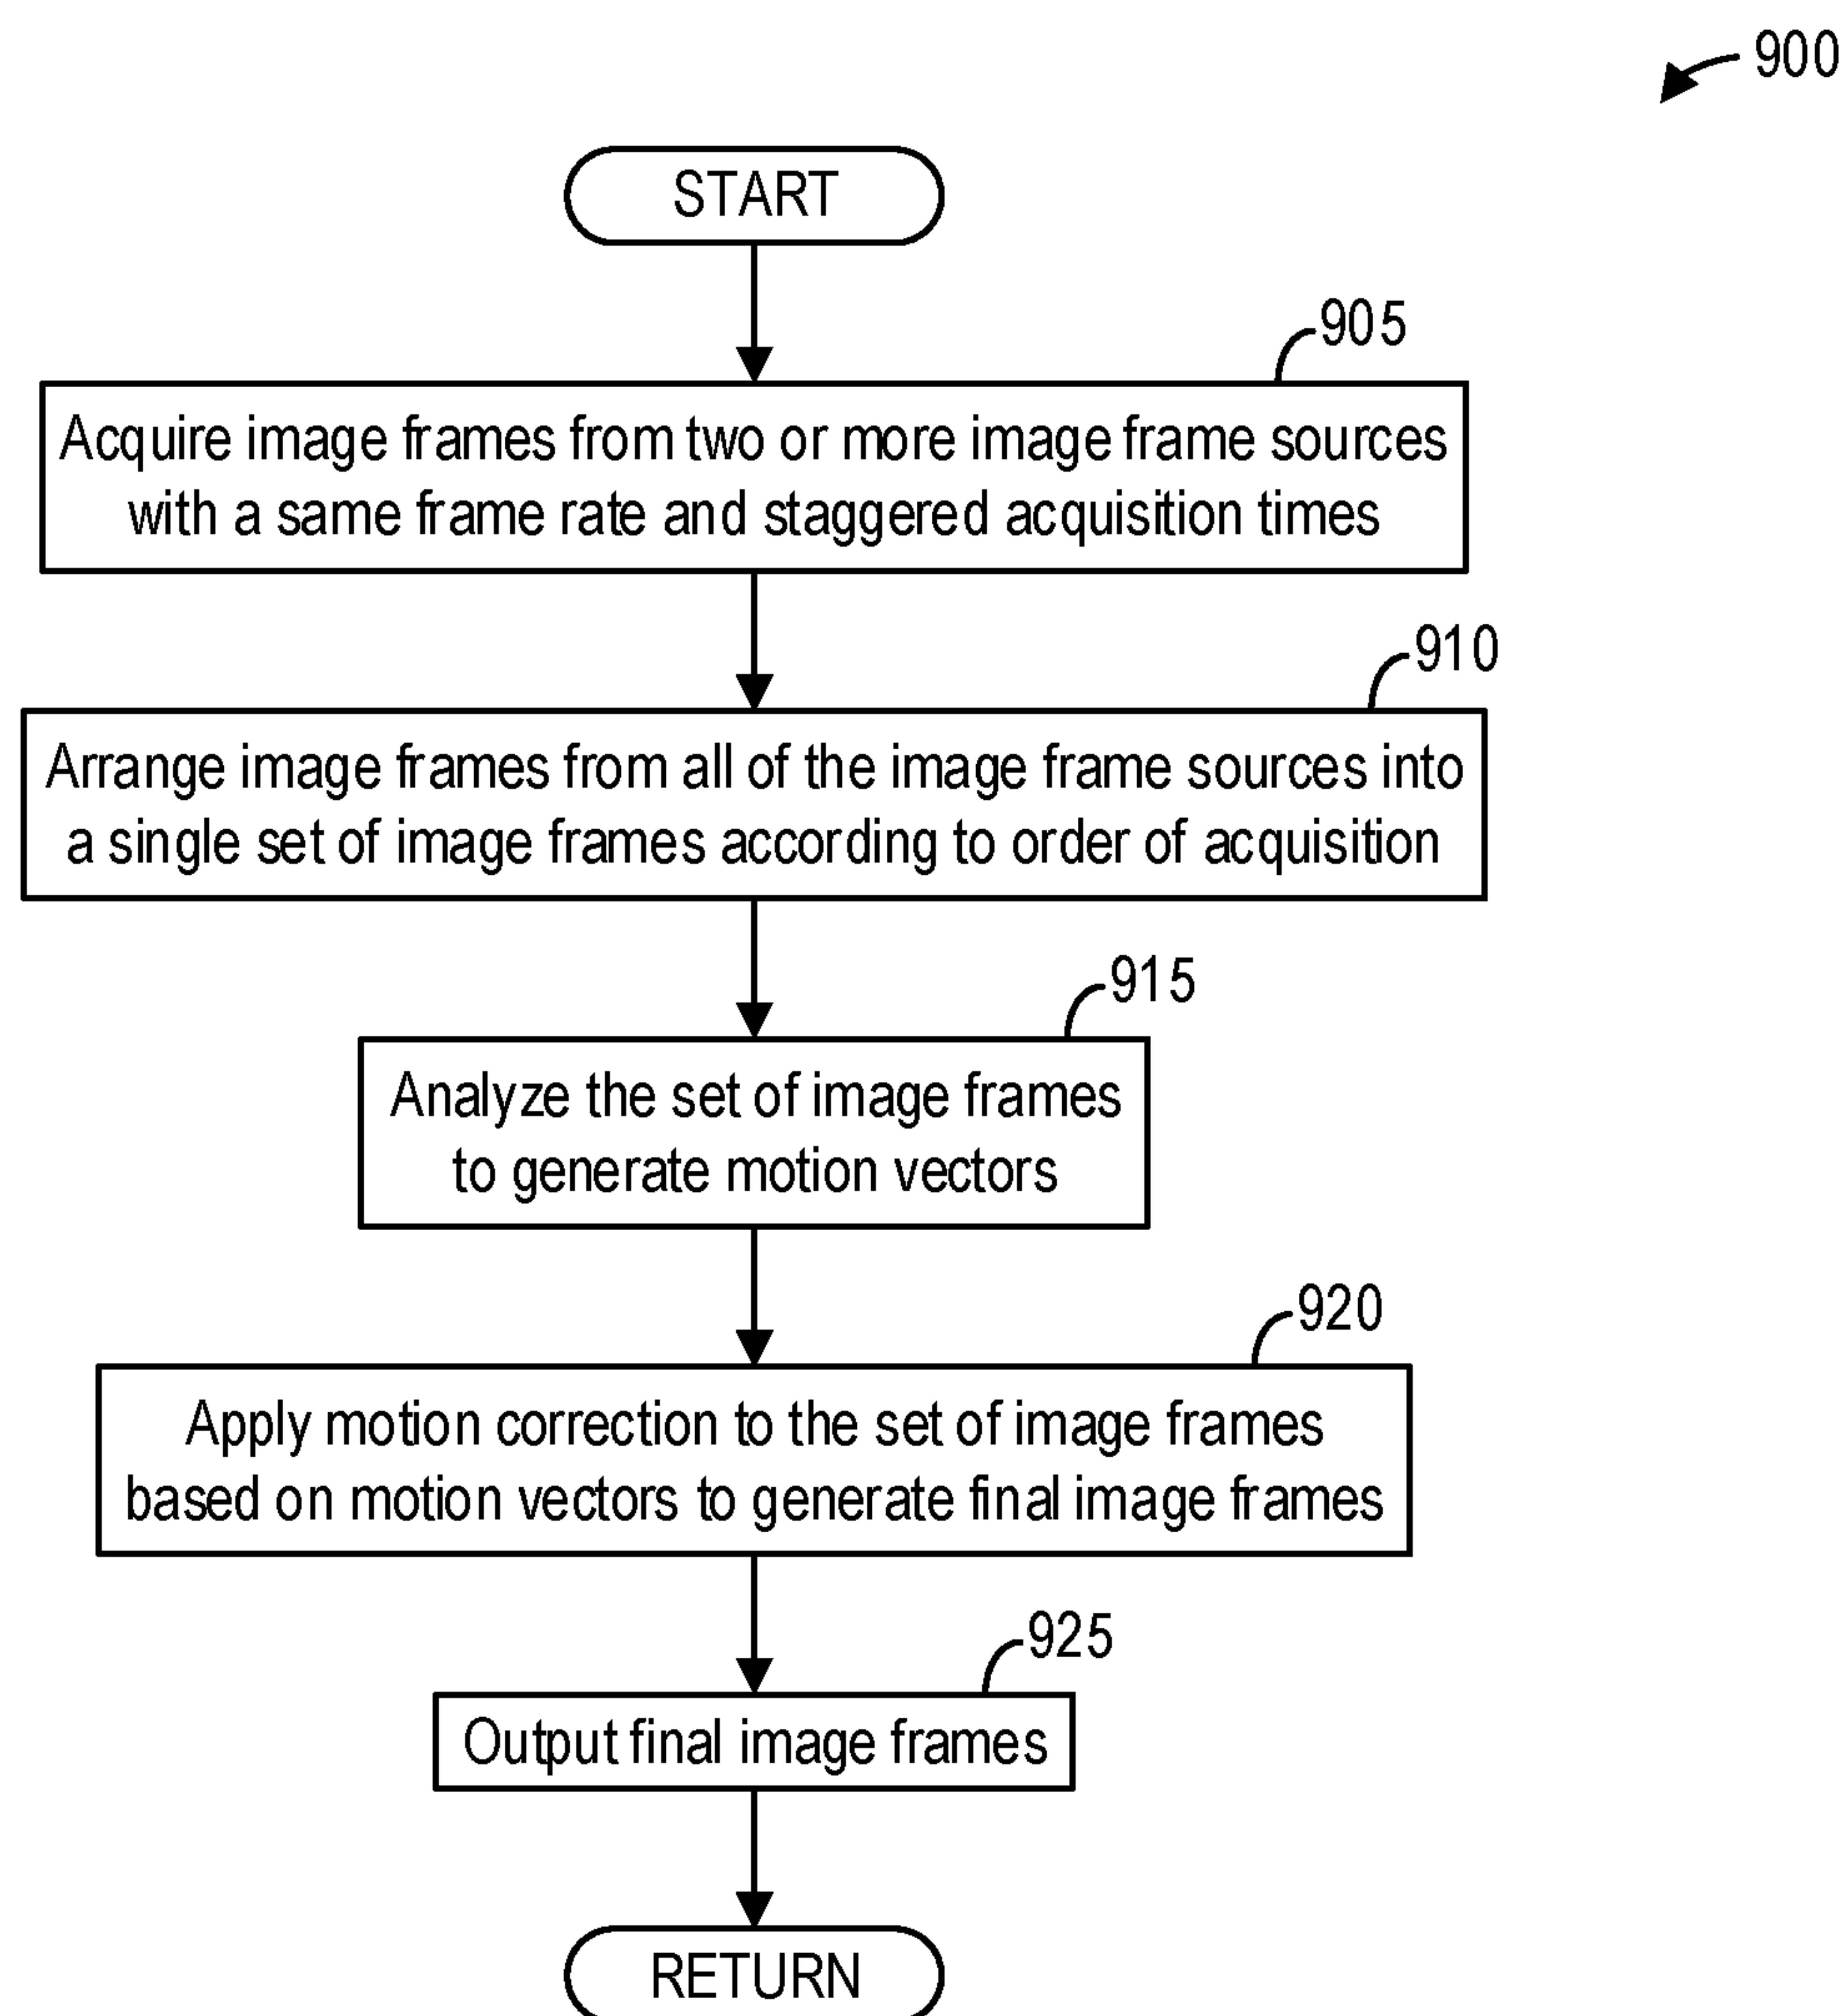 900
START
905
Acquire image frames from two or more image frame sources
with a same frame rate and staggered acquisition times
910
Arrange image frames from all of the image frame sources into
a single set of image frames according to order of acquisition
915
Analyze the set of image frames
to generate motion vectors
920
Apply motion correction to the set of image frames
based on motion vectors to generate final image frames
925
Output final image frames
RETURN